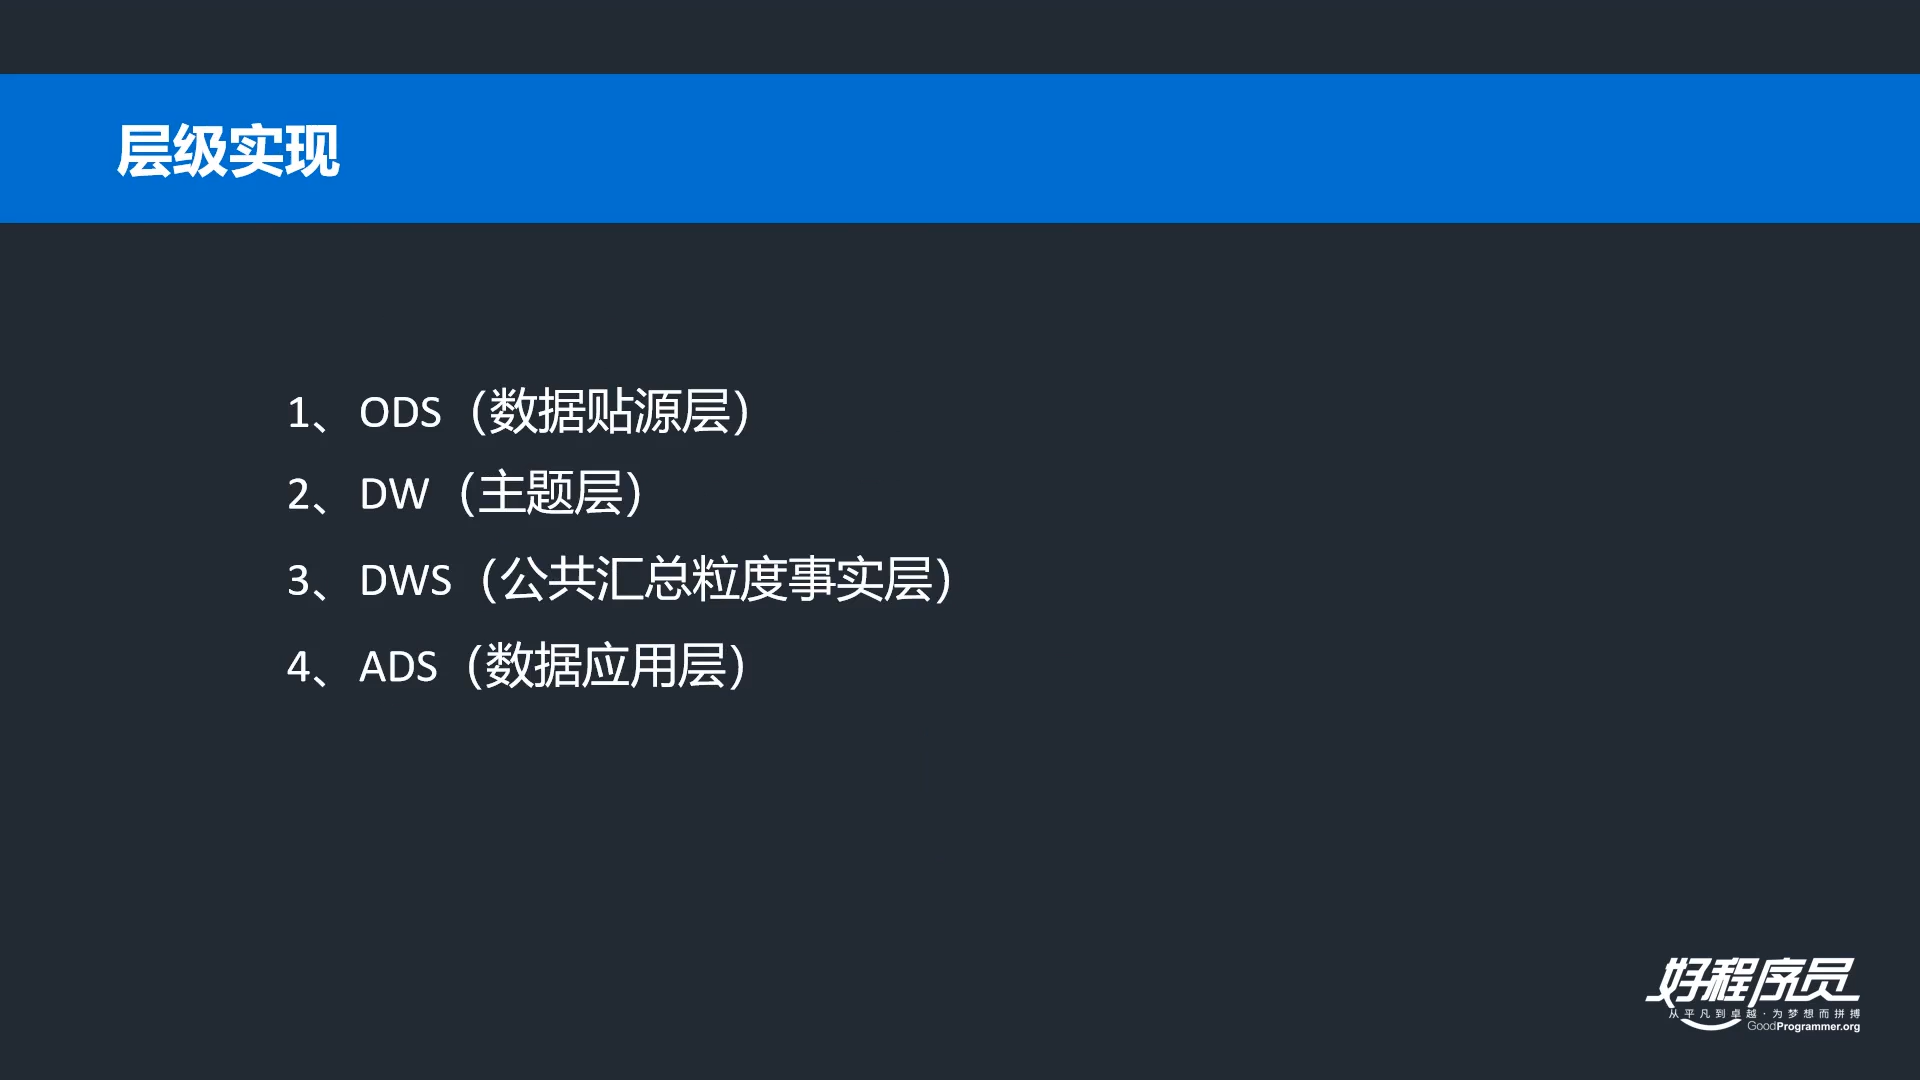 层级实现
1、ODS（数据贴源层）
2、DW（主题层）
3、DWS（公共汇总粒度事实层）
4、ADS（数据应用层）
好程序员
从平凡到卓越·为梦想而拼搏
GoodProgrammer.org